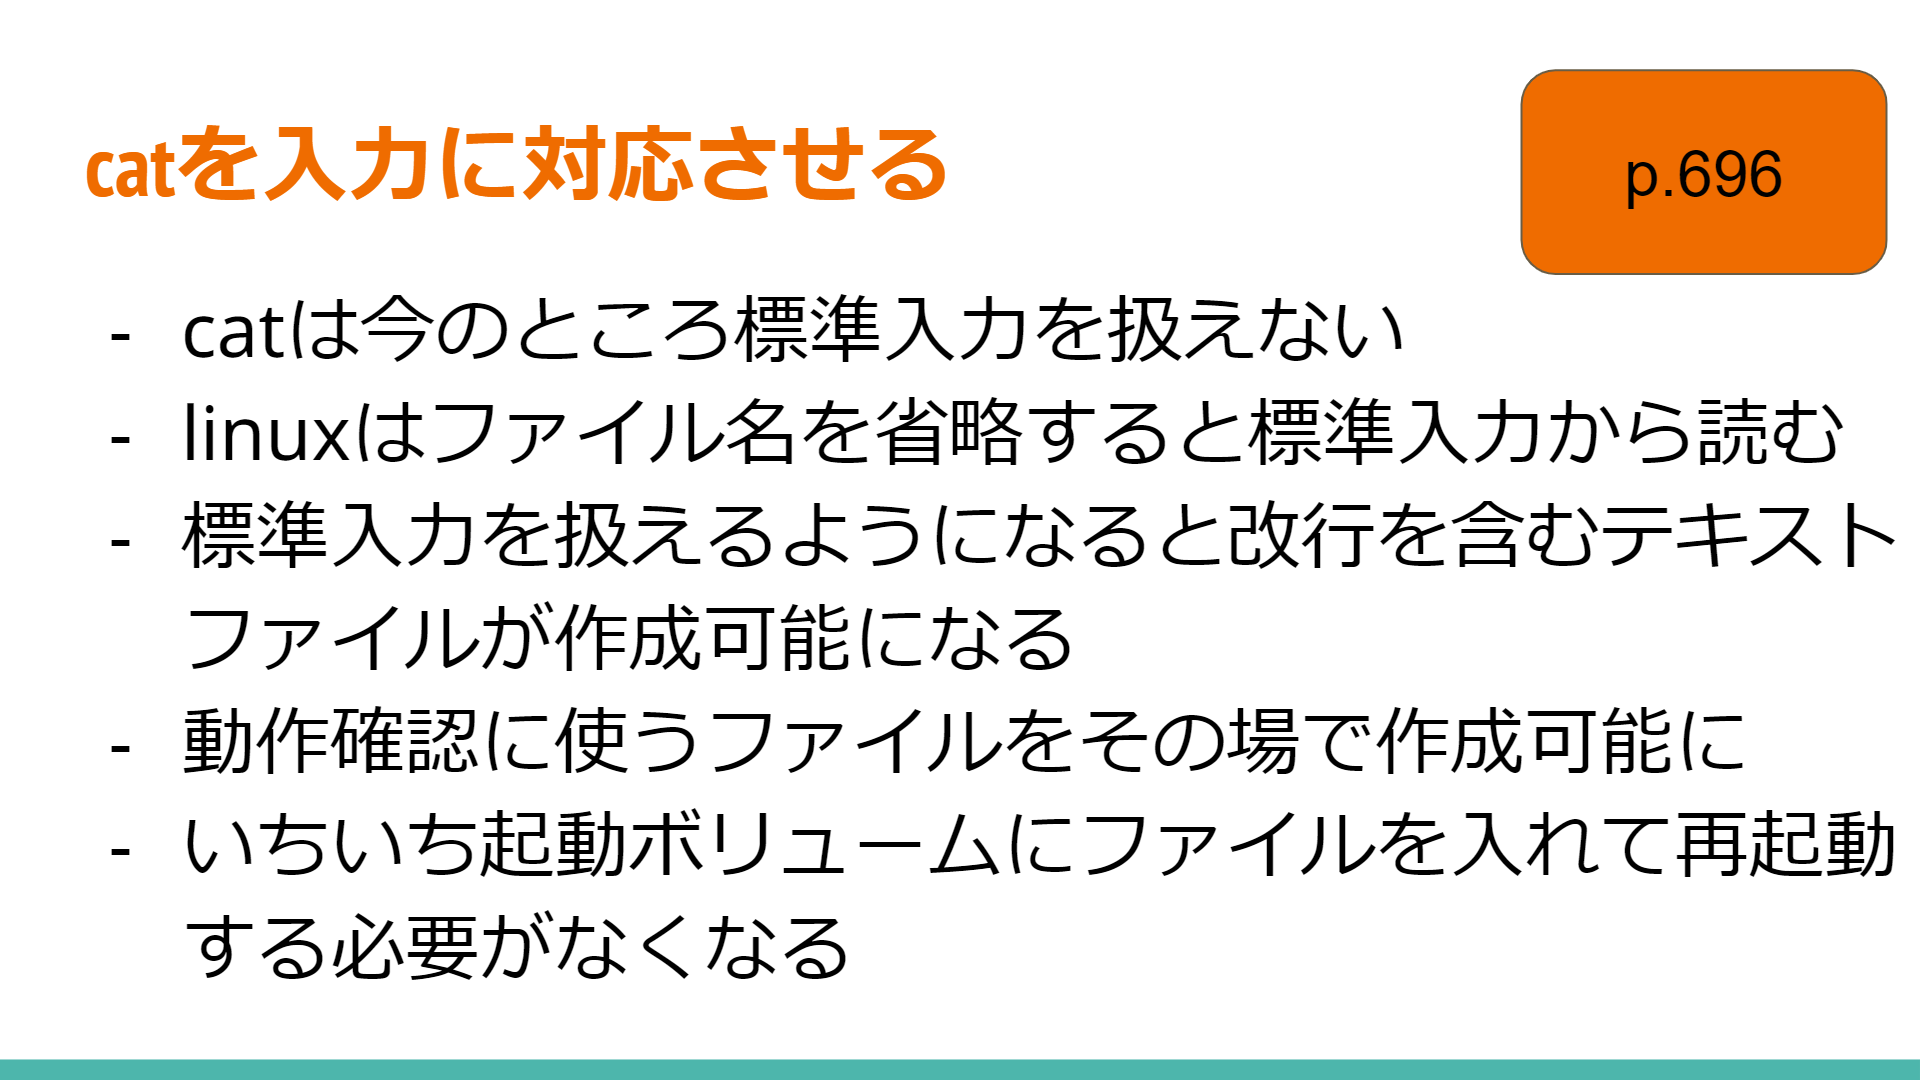 catを入力に対応させる
p.696
- catは今のところ標準入力を扱えない
- linuxはファイル名を省略すると標準入力から読む
- 標準入力を扱えるようになると改行を含むテキスト
ファイルが作成可能になる
- 動作確認に使うファイルをその場で作成可能に
- いちいち起動ボリュームにファイルを入れて再起動
する必要がなくなる